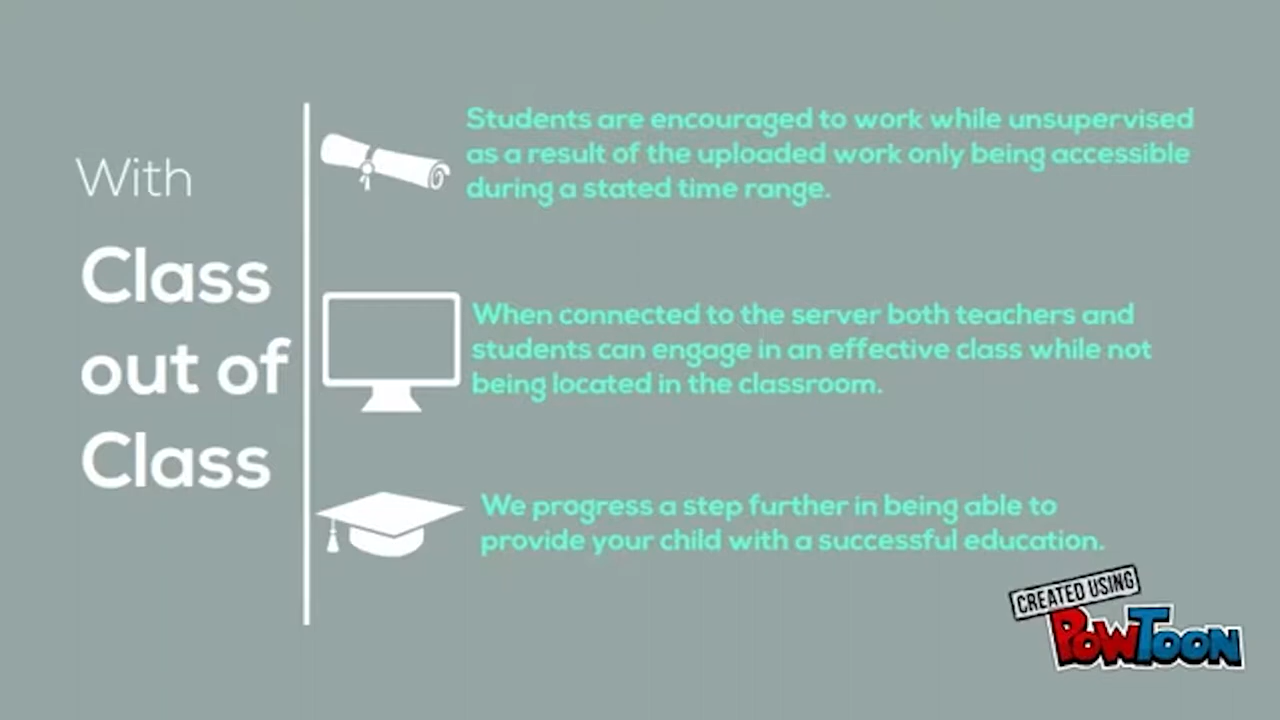 With
Class
out of
Class
Students are encouraged to work while unsupervised
as a result of the uploaded work only being accessible
during a stated time range.
When connected to the server both teachers and
students can engage in an effective class while not
being located in the classroom.
We progress a step further in being able to
provide your child with a successful education.
CREATED USING
POWTOON